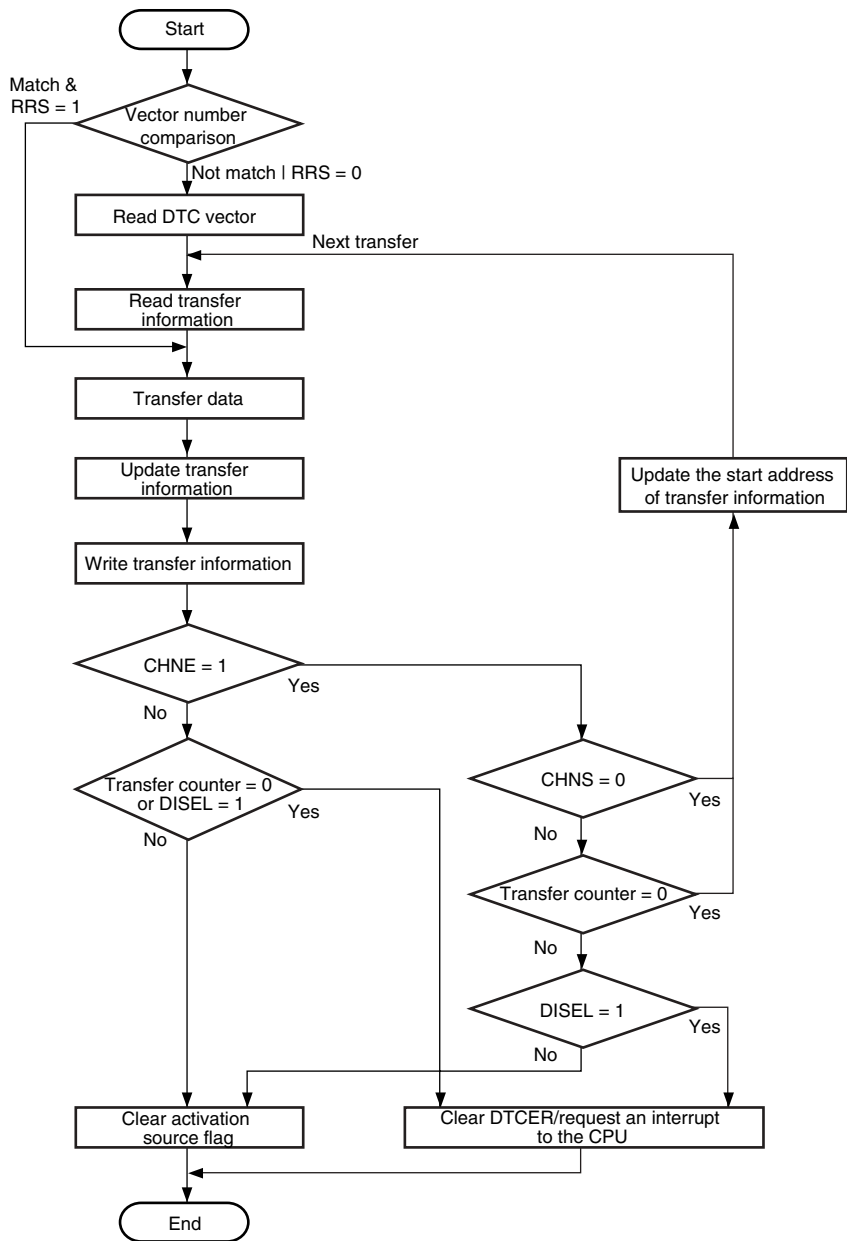 Start
Match &
RRS = 1
Vector number
comparison
Not match | RRS = 0
Read DTC vector
Next transfer
Read transfer
information
Transfer data
Update transfer
information
Update the start address
of transfer information
Write transfer information
CHNE = 1
Yes
No
Transfer counter = 0
or DISEL = 1
Yes
No
CHNS = 0
Yes
No
Transfer counter = 0
Yes
No
DISEL = 1
Yes
No
Clear activation
source flag
Clear DTCER/request an interrupt
to the CPU
End